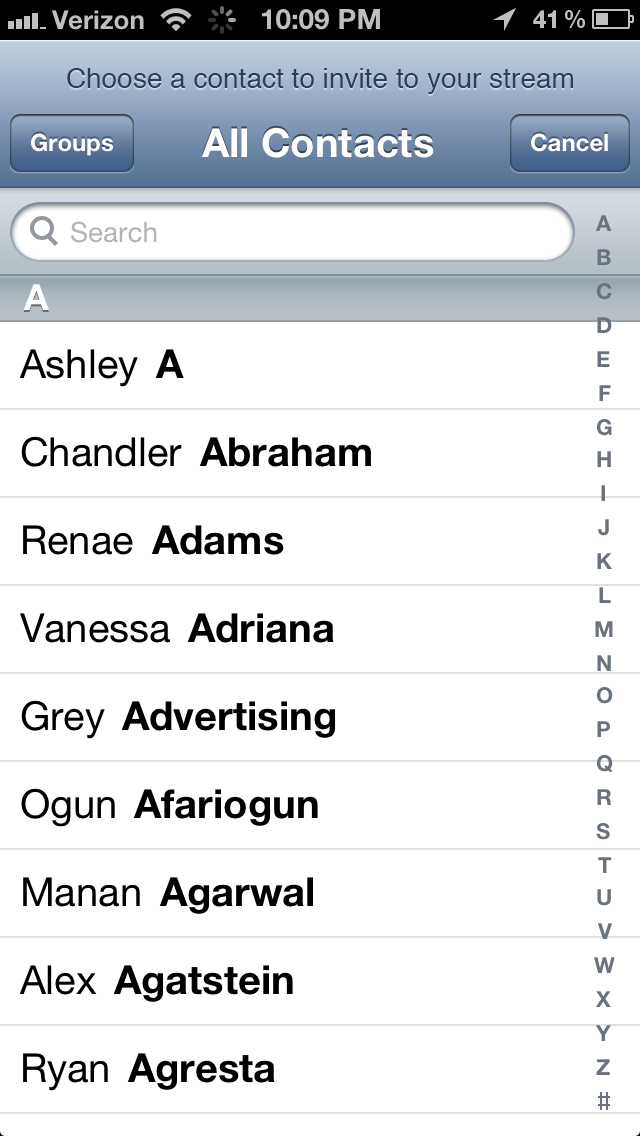 Verizon 10:09 PM 41 %
Choose a contact to invite to your stream
Groups All Contacts Cancel
Search
A
Ashley A
Chandler Abraham
Renae Adams
Vanessa Adriana
Grey Advertising
Ogun Afariogun
Manan Agarwal
Alex Agatstein
Ryan Agresta
A
B
C
D
E
F
G
H
I
J
K
L
M
N
O
P
Q
R
S
T
U
V
W
X
Y
Z
#